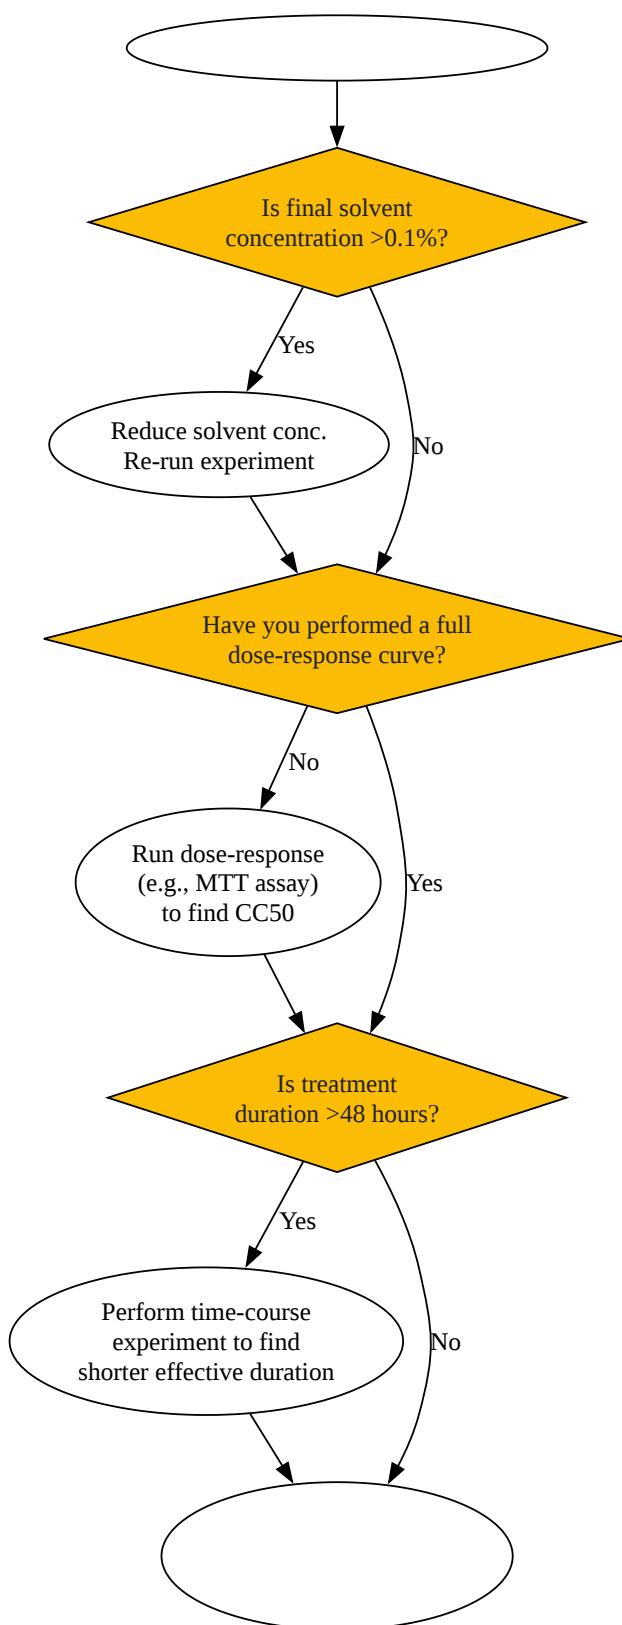 Is final solvent
concentration >0.1%?
Yes
No
Reduce solvent conc.
Re-run experiment
Have you performed a full
dose-response curve?
No
Yes
Run dose-response
(e.g., MTT assay)
to find CC50
Is treatment
duration >48 hours?
Yes
No
Perform time-course
experiment to find
shorter effective duration